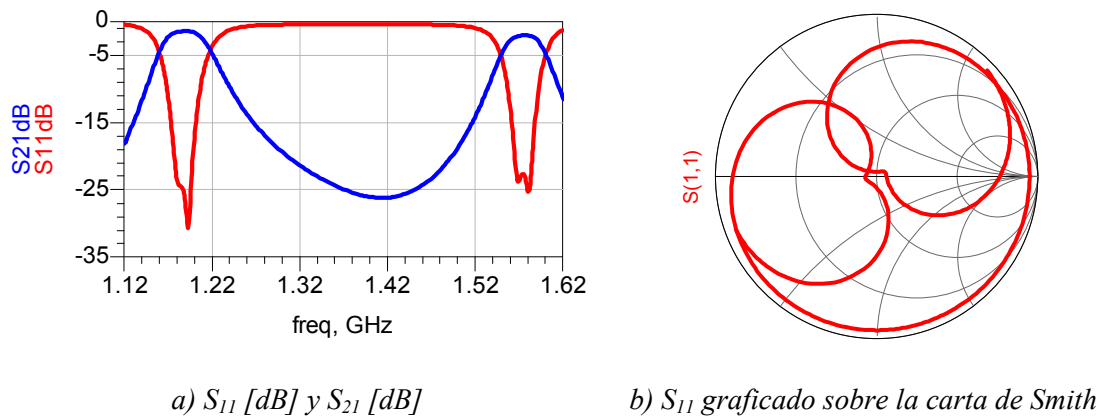 0
-5
-15
-25
-35
S21dB
S11dB
1.12
1.22
1.32
1.42
1.52
1.62
freq, GHz
S(1,1)
a) S11 [dB] y S21 [dB]
b) S11 graficado sobre la carta de Smith